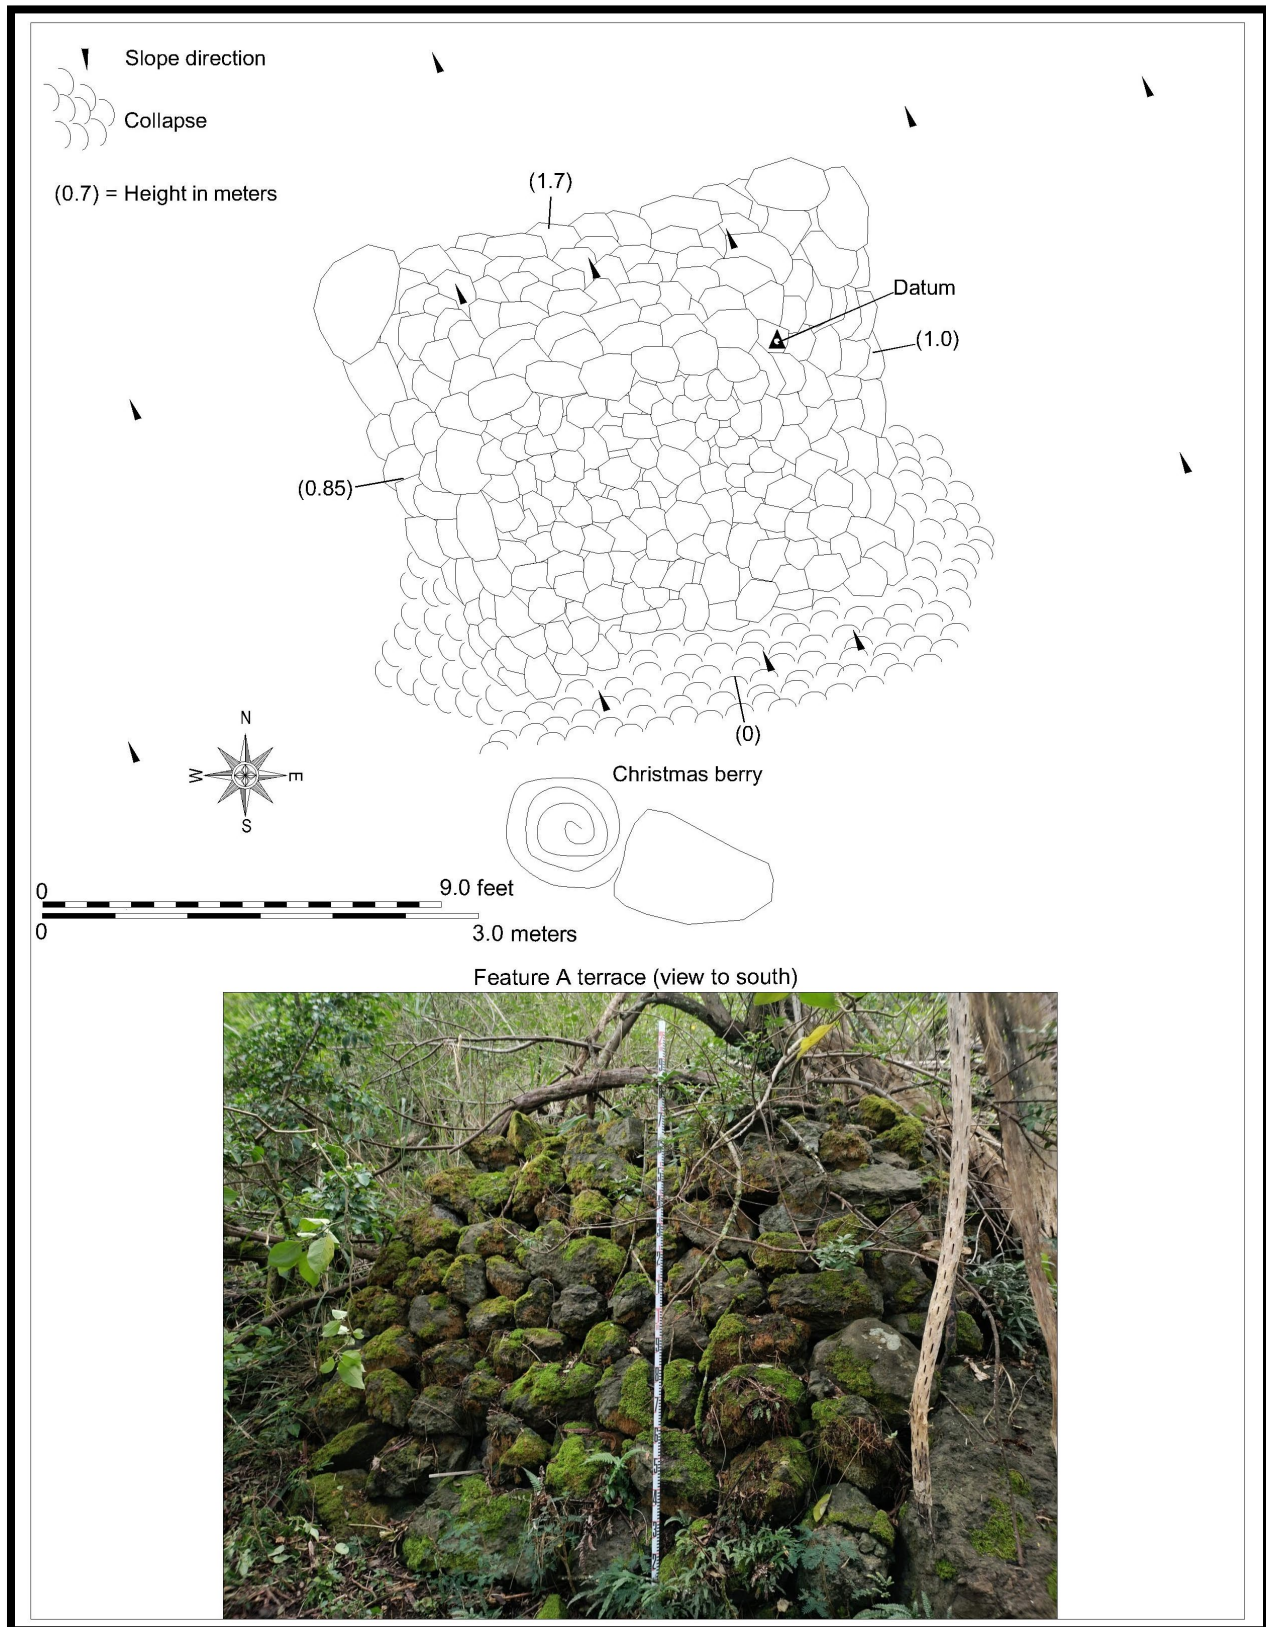 Slope direction
Collapse
(0.7) = Height in meters
(1.7)
Datum
(1.0)
(0.85)
(0)
N
W
E
S
Christmas berry
0
9.0 feet
0
3.0 meters
Feature A terrace (view to south)